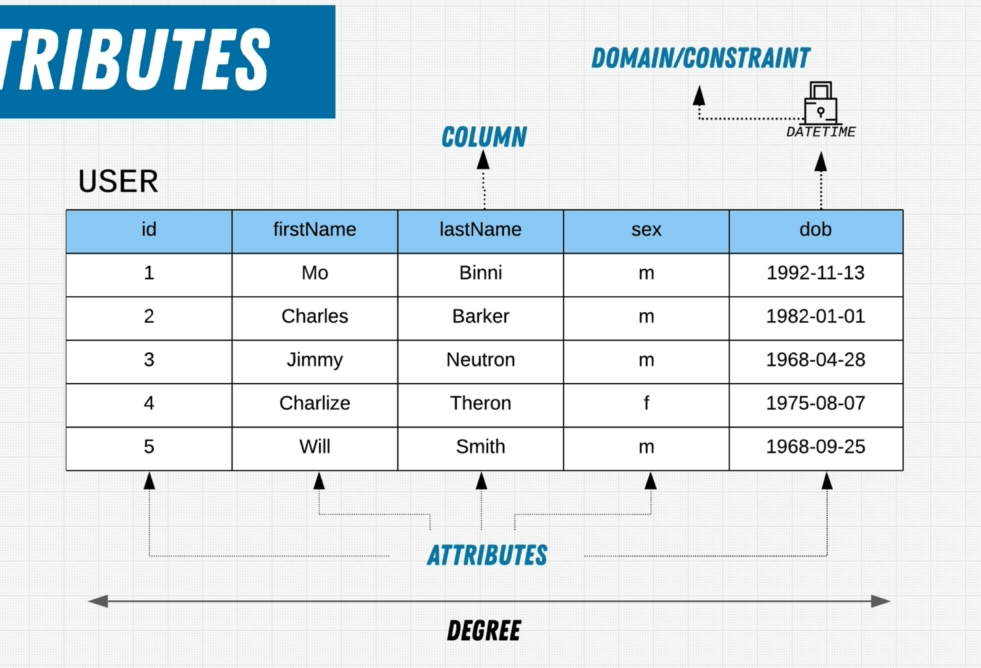 TRIBUTES
DOMAIN/CONSTRAINT
DATETIME
COLUMN
USER
id firstName lastName sex dob
1 Mo Binni m 1992-11-13
2 Charles Barker m 1982-01-01
3 Jimmy Neutron m 1968-04-28
4 Charlize Theron f 1975-08-07
5 Will Smith m 1968-09-25
ATTRIBUTES
DEGREE